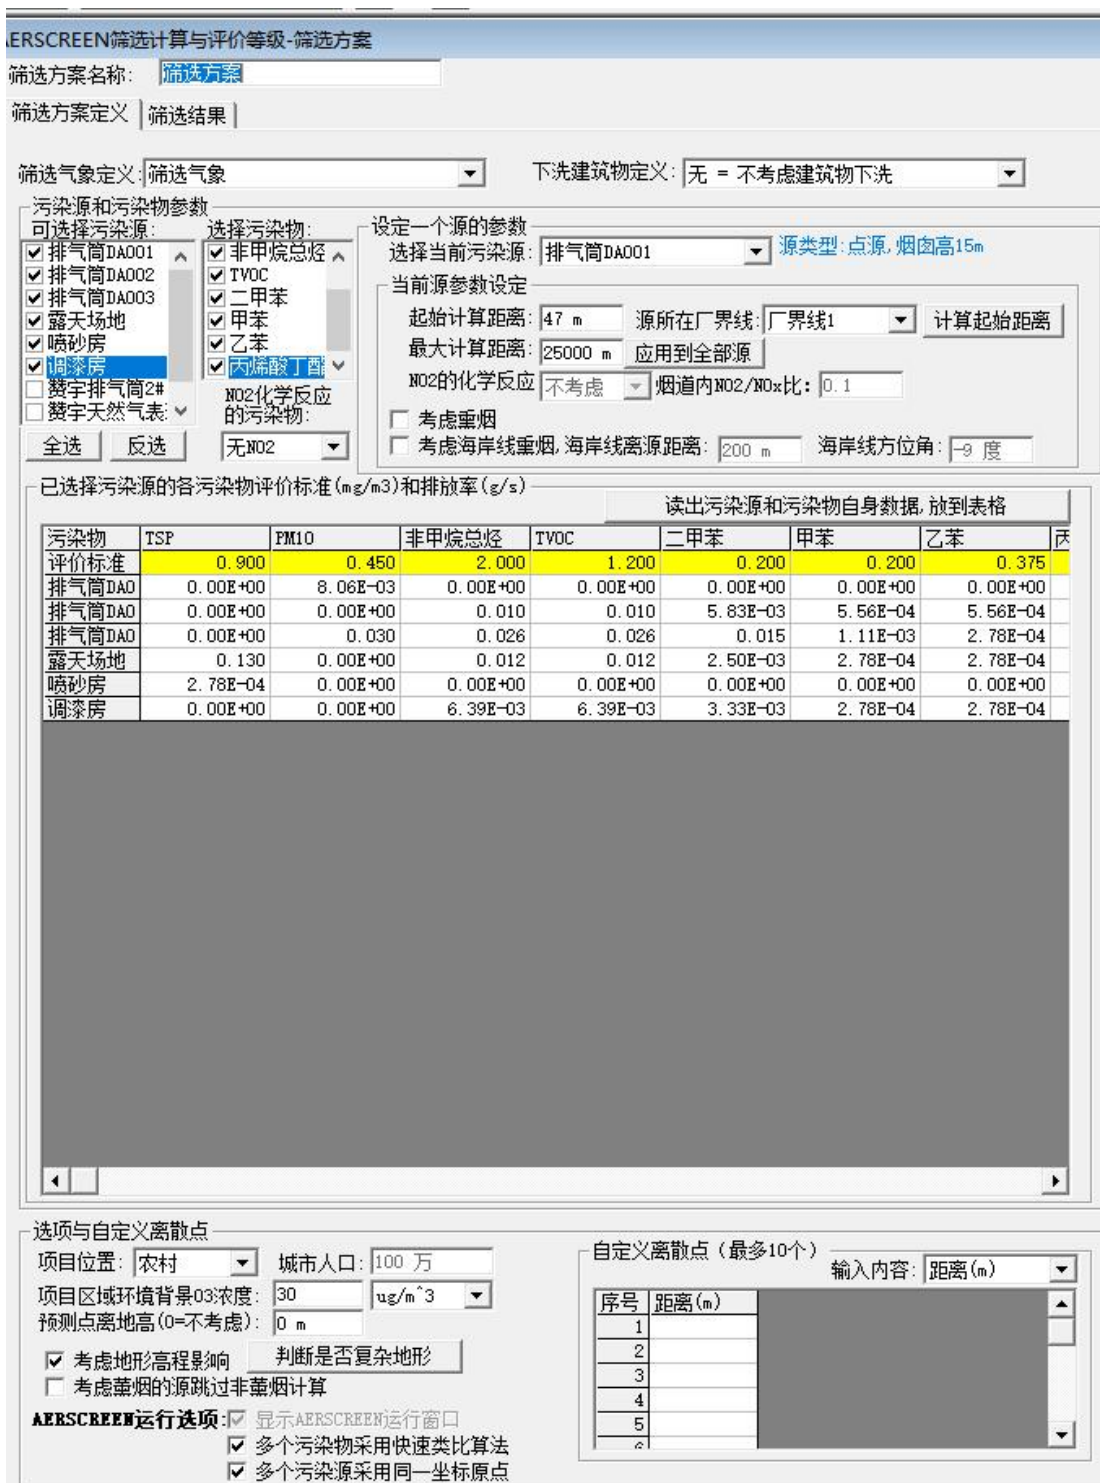 AERSCREEN筛选计算与评价等级-筛选方案
筛选方案名称: 筛选方案
筛选方案定义 筛选结果
筛选气象定义: 筛选气象 下洗建筑物定义: 无 = 不考虑建筑物下洗
污染源和污染物参数
可选择污染源: 选择污染物:
排气筒DA001 非甲烷总烃
排气筒DA002 TVOC
排气筒DA003 二甲苯
露天场地 甲苯
喷砂房 乙苯
调漆房 丙烯酸丁酯
赞宇排气筒2#
赞宇天然气表
NO2化学反应
的污染物:
全选 反选 无NO2
设定一个源的参数
选择当前污染源: 排气筒DA001 源类型:点源,烟囱高15m
当前源参数设定
起始计算距离: 47 m 源所在厂界线: 厂界线1 计算起始距离
最大计算距离: 25000 m 应用到全部源
NO2的化学反应 不考虑 烟道内NO2/NOx比: 0.1
考虑重烟
考虑海岸线重烟,海岸线离源距离: 200 m 海岸线方位角: -9 度
已选择污染源的各污染物评价标准(mg/m3)和排放率(g/s)
读出污染源和污染物自身数据,放到表格
污染物 TSP PM10 非甲烷总烃 TVOC 二甲苯 甲苯 乙苯 丙
评价标准 0.900 0.450 2.000 1.200 0.200 0.200 0.375
排气筒DA0 0.00E+00 8.06E-03 0.00E+00 0.00E+00 0.00E+00 0.00E+00 0.00E+00
排气筒DA0 0.00E+00 0.00E+00 0.010 0.010 5.83E-03 5.56E-04 5.56E-04
排气筒DA0 0.00E+00 0.030 0.026 0.026 0.015 1.11E-03 2.78E-04
露天场地 0.130 0.00E+00 0.012 0.012 2.50E-03 2.78E-04 2.78E-04
喷砂房 2.78E-04 0.00E+00 0.00E+00 0.00E+00 0.00E+00 0.00E+00 0.00E+00
调漆房 0.00E+00 0.00E+00 6.39E-03 6.39E-03 3.33E-03 2.78E-04 2.78E-04
选项与自定义离散点
项目位置: 农村 城市人口: 100 万
项目区域环境背景O3浓度: 30 ug/m^3
预测点离地高(0=不考虑): 0 m
考虑地形高程影响 判断是否复杂地形
考虑薰烟的源跳过非薰烟计算
AERSCREEN运行选项: 显示AERSCREEN运行窗口
多个污染物采用快速类比算法
多个污染源采用同一坐标原点
自定义离散点(最多10个)
输入内容: 距离(m)
序号 距离(m)
1
2
3
4
5
6